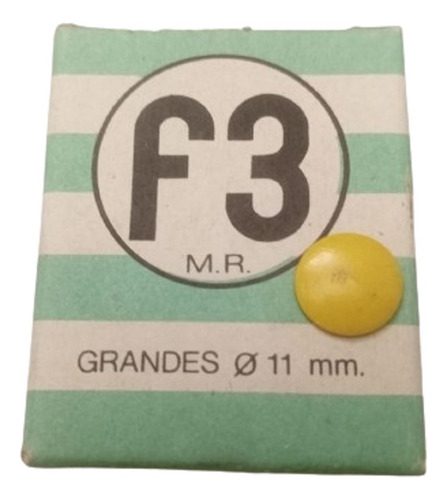 F3
M.R.
GRANDES Ø 11 mm.